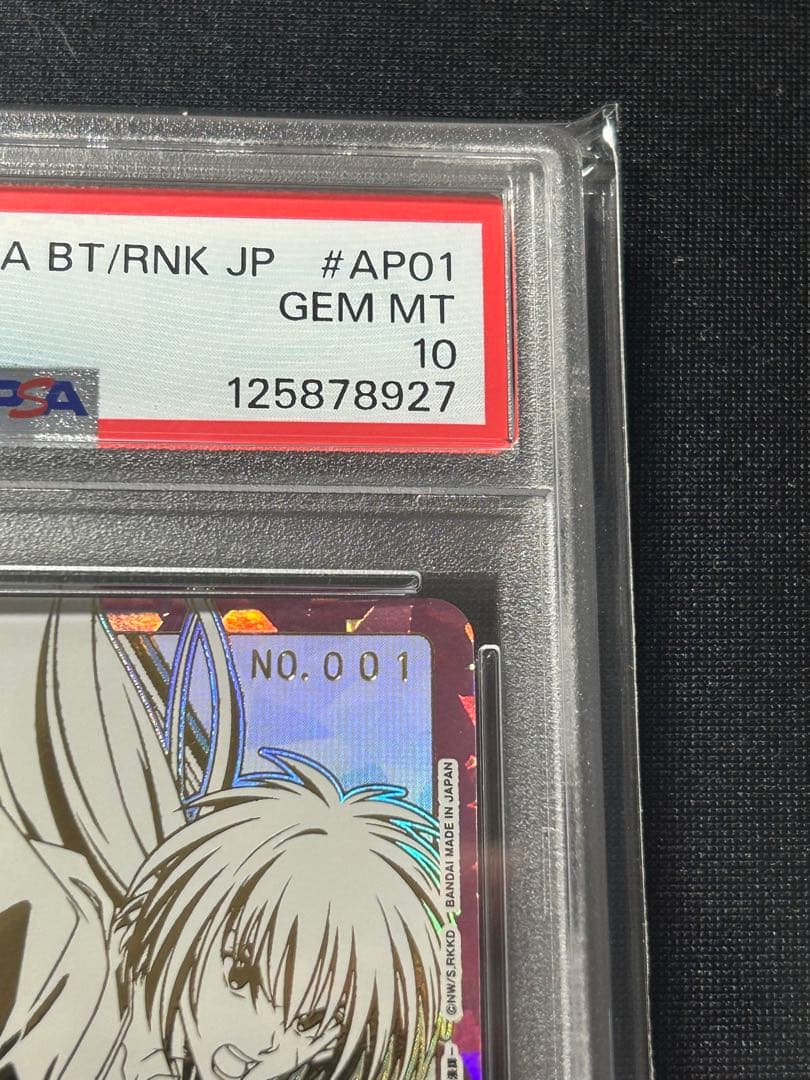 A BT/RNK JP #AP01
GEM MT
10
PSA 125878927
NO.001
©NW/S,RKKD BANDAI MADE IN JAPAN